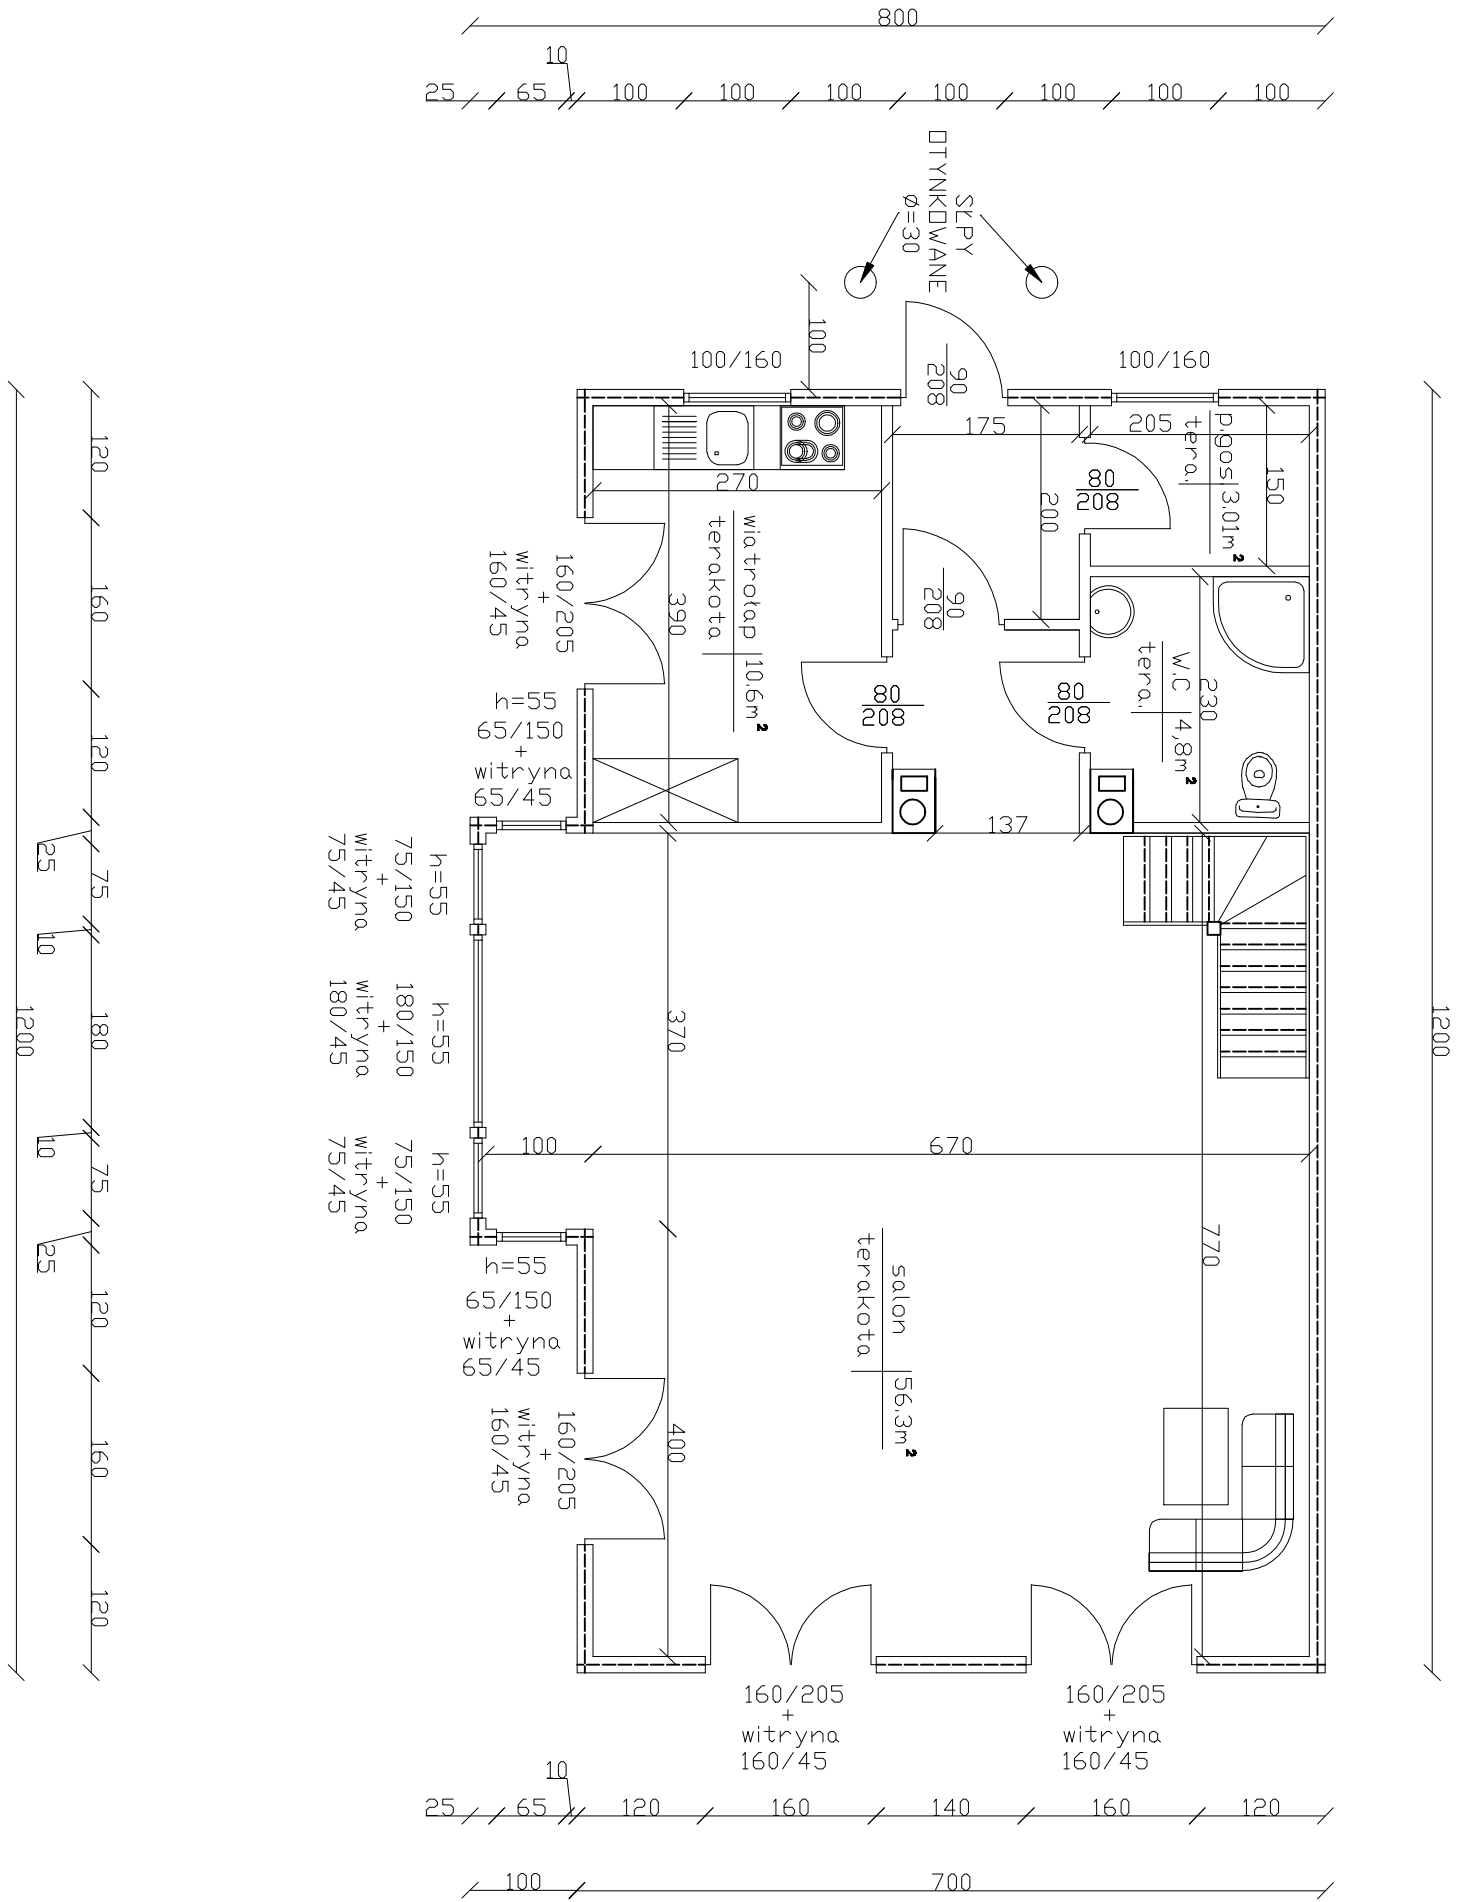 800
10
25 65 100 100 100 100 100 100 100
SŁPY
OTYNKOWANE
ø=30
100
100/160
100/160
90
208
175
205
p.gos.
3.01m²
tera.
150
270
80
208
200
120
160/205
+
witryna
160/45
wiatrołap
10.6m²
terakota
390
90
208
160
W.C
4,8m²
tera.
230
80
208
80
208
h=55
65/150
+
witryna
65/45
120
137
25
h=55
75/150
+
witryna
75/45
75
10
h=55
180/150
+
witryna
180/45
180
1200
370
1200
10
100
670
h=55
75/150
+
witryna
75/45
75
25
770
h=55
65/150
+
witryna
65/45
120
salon
56.3m²
terakota
160/205
+
witryna
160/45
400
160
120
160/205
+
witryna
160/45
160/205
+
witryna
160/45
10
25 65 120 160 140 160 120
100 700